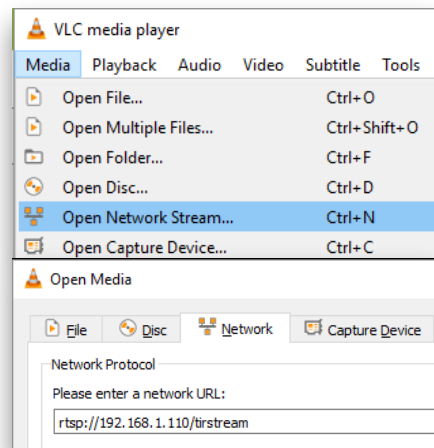 VLC media player
Media Playback Audio Video Subtitle Tools
Open File... Ctrl+O
Open Multiple Files... Ctrl+Shift+O
Open Folder... Ctrl+F
Open Disc... Ctrl+D
Open Network Stream... Ctrl+N
Open Capture Device... Ctrl+C
Open Media
File Disc Network Capture Device
Network Protocol
Please enter a network URL:
rtsp://192.168.1.110/tirstream